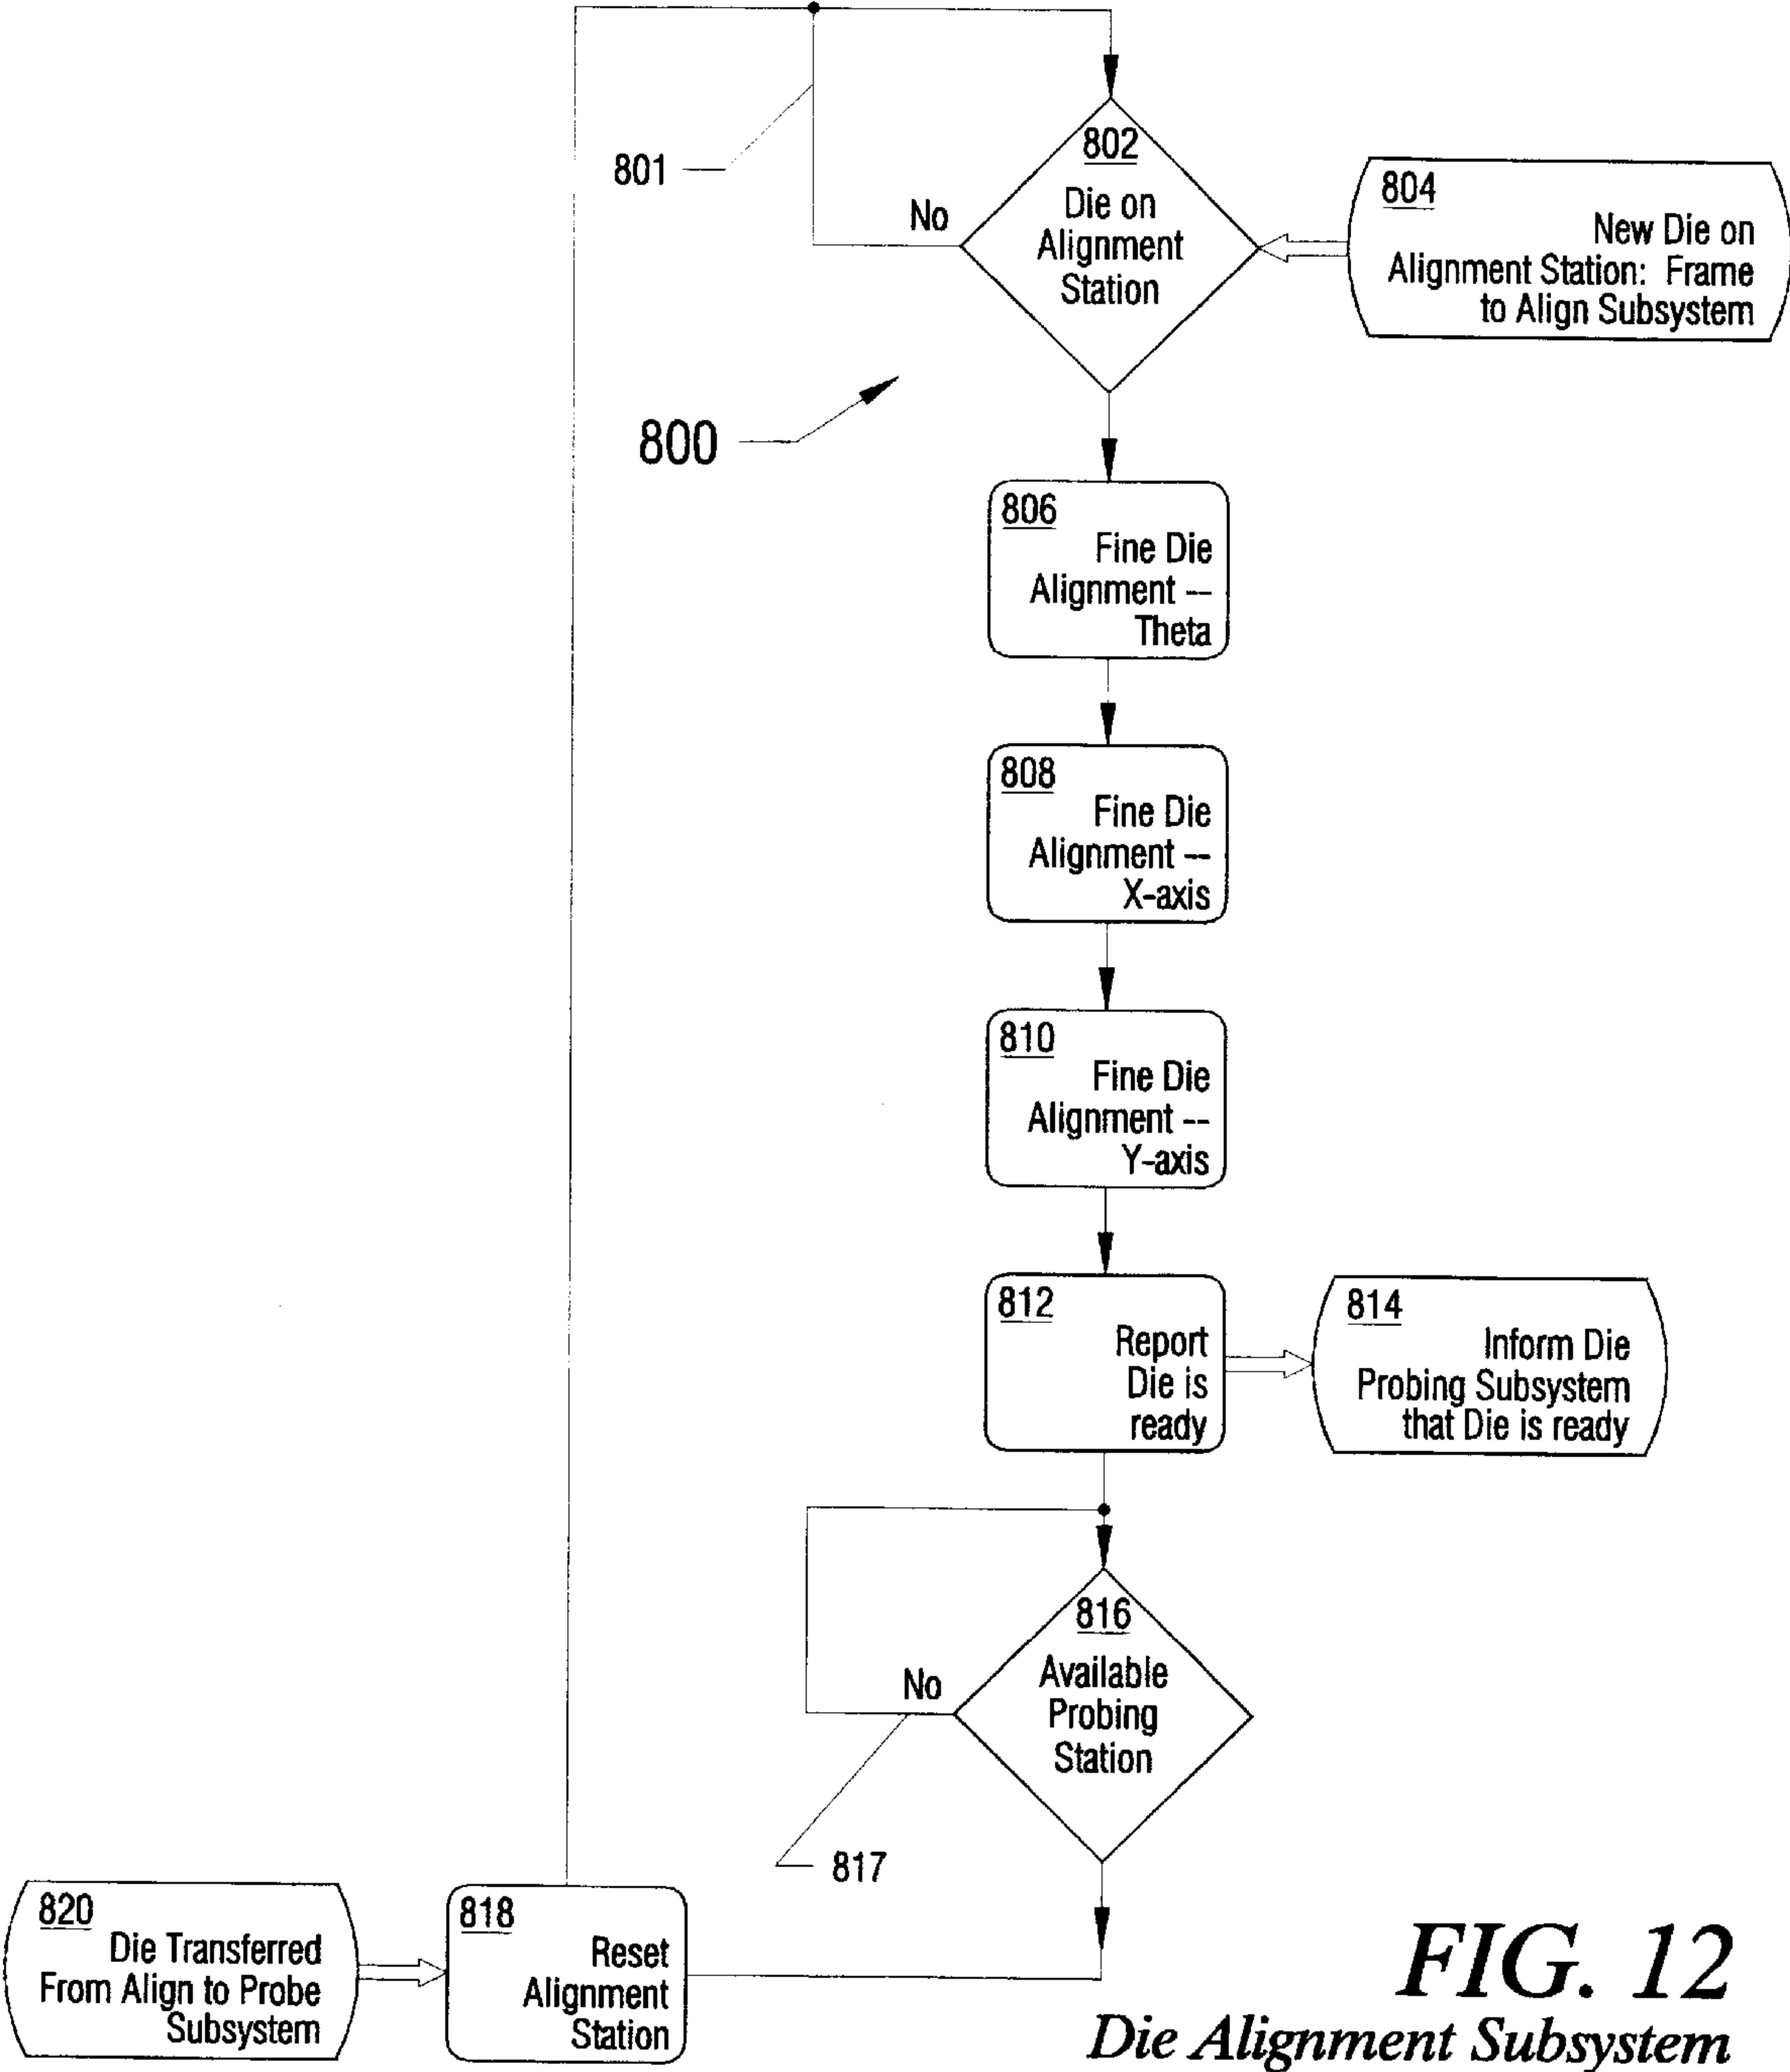 801
802
Die on
Alignment
Station
No
804
New Die on
Alignment Station: Frame
to Align Subsystem
800
806
Fine Die
Alignment --
Theta
808
Fine Die
Alignment --
X-axis
810
Fine Die
Alignment --
Y-axis
812
Report
Die is
ready
814
Inform Die
Probing Subsystem
that Die is ready
816
Available
Probing
Station
No
817
820
Die Transferred
From Align to Probe
Subsystem
818
Reset
Alignment
Station
FIG. 12
Die Alignment Subsystem